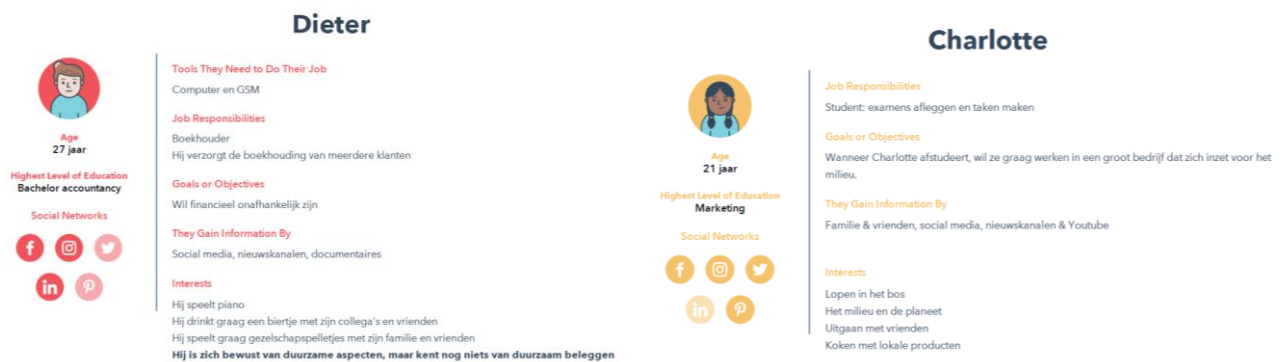 Dieter
Tools They Need to Do Their Job
Computer en GSM
Job Responsibilities
Boekhouder
Hij verzorgt de boekhouding van meerdere klanten
Goals or Objectives
Wil financieel onafhankelijk zijn
They Gain Information By
Social media, nieuwskanalen, documentaires
Interests
Hij speelt piano
Hij drinkt graag een biertje met zijn collega's en vrienden
Hij speelt graag gezelschapspelletjes met zijn familie en vrienden
Hij is zich bewust van duurzame aspecten, maar kent nog niets van duurzaam beleggen
Age
27 jaar
Highest Level of Education
Bachelor accountancy
Social Networks
f
in
Charlotte
Job Responsibilities
Student: examens afleggen en taken maken
Goals or Objectives
Wanneer Charlotte afstudeert, wil ze graag werken in een groot bedrijf dat zich inzet voor het
milieu.
They Gain Information By
Familie & vrienden, social media, nieuwskanalen & Youtube
Interests
Lopen in het bos
Het milieu en de planeet
Uitgaan met vrienden
Koken met lokale producten
Age
21 jaar
Highest Level of Education
Marketing
Social Networks
f
in